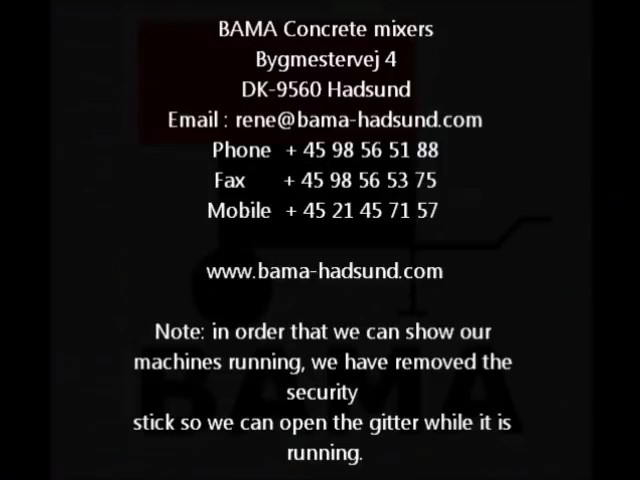 BAMA Concrete mixers
Bygmestervej 4
DK-9560 Hadsund
Email : rene@bama-hadsund.com
Phone + 45 98 56 51 88
Fax + 45 98 56 53 75
Mobile + 45 21 45 71 57
www.bama-hadsund.com
Note: in order that we can show our
machines running, we have removed the
security
stick so we can open the gitter while it is
running.
BAMA